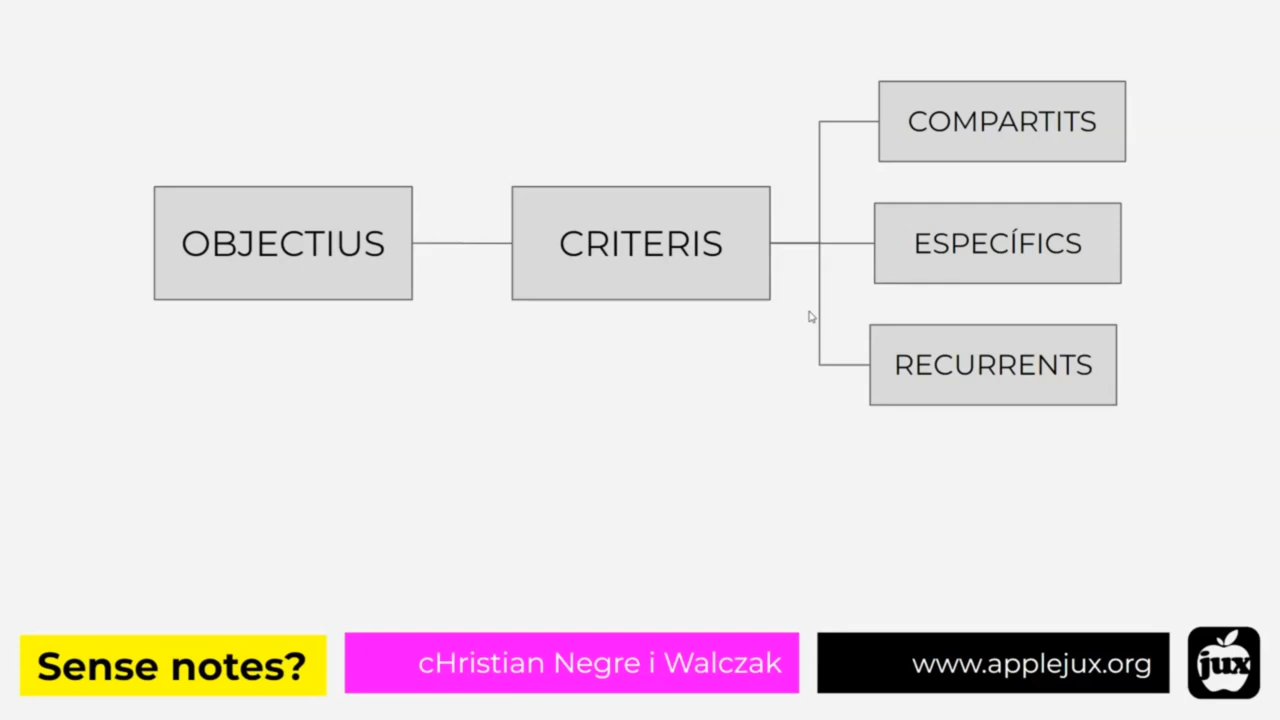 COMPARTITS
OBJECTIUS
CRITERIS
ESPECÍFICS
RECURRENTS
Sense notes?
cHristian Negre i Walczak
www.applejux.org
jux